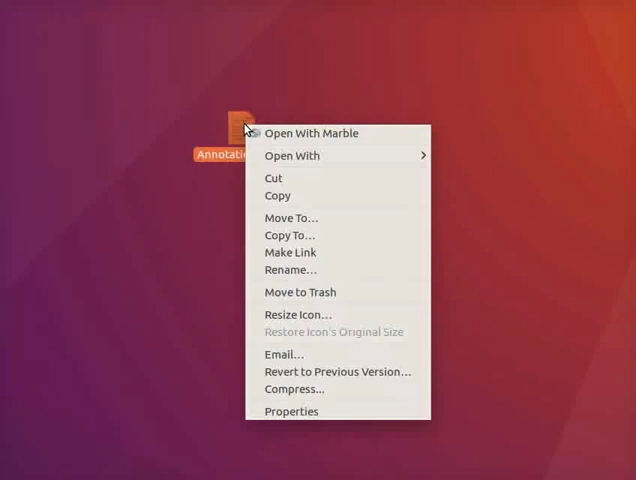 Open With Marble
Open With
Cut
Copy
Move To...
Copy To...
Make Link
Rename...
Move to Trash
Resize Icon...
Restore Icon's Original Size
Email...
Revert to Previous Version...
Compress...
Properties